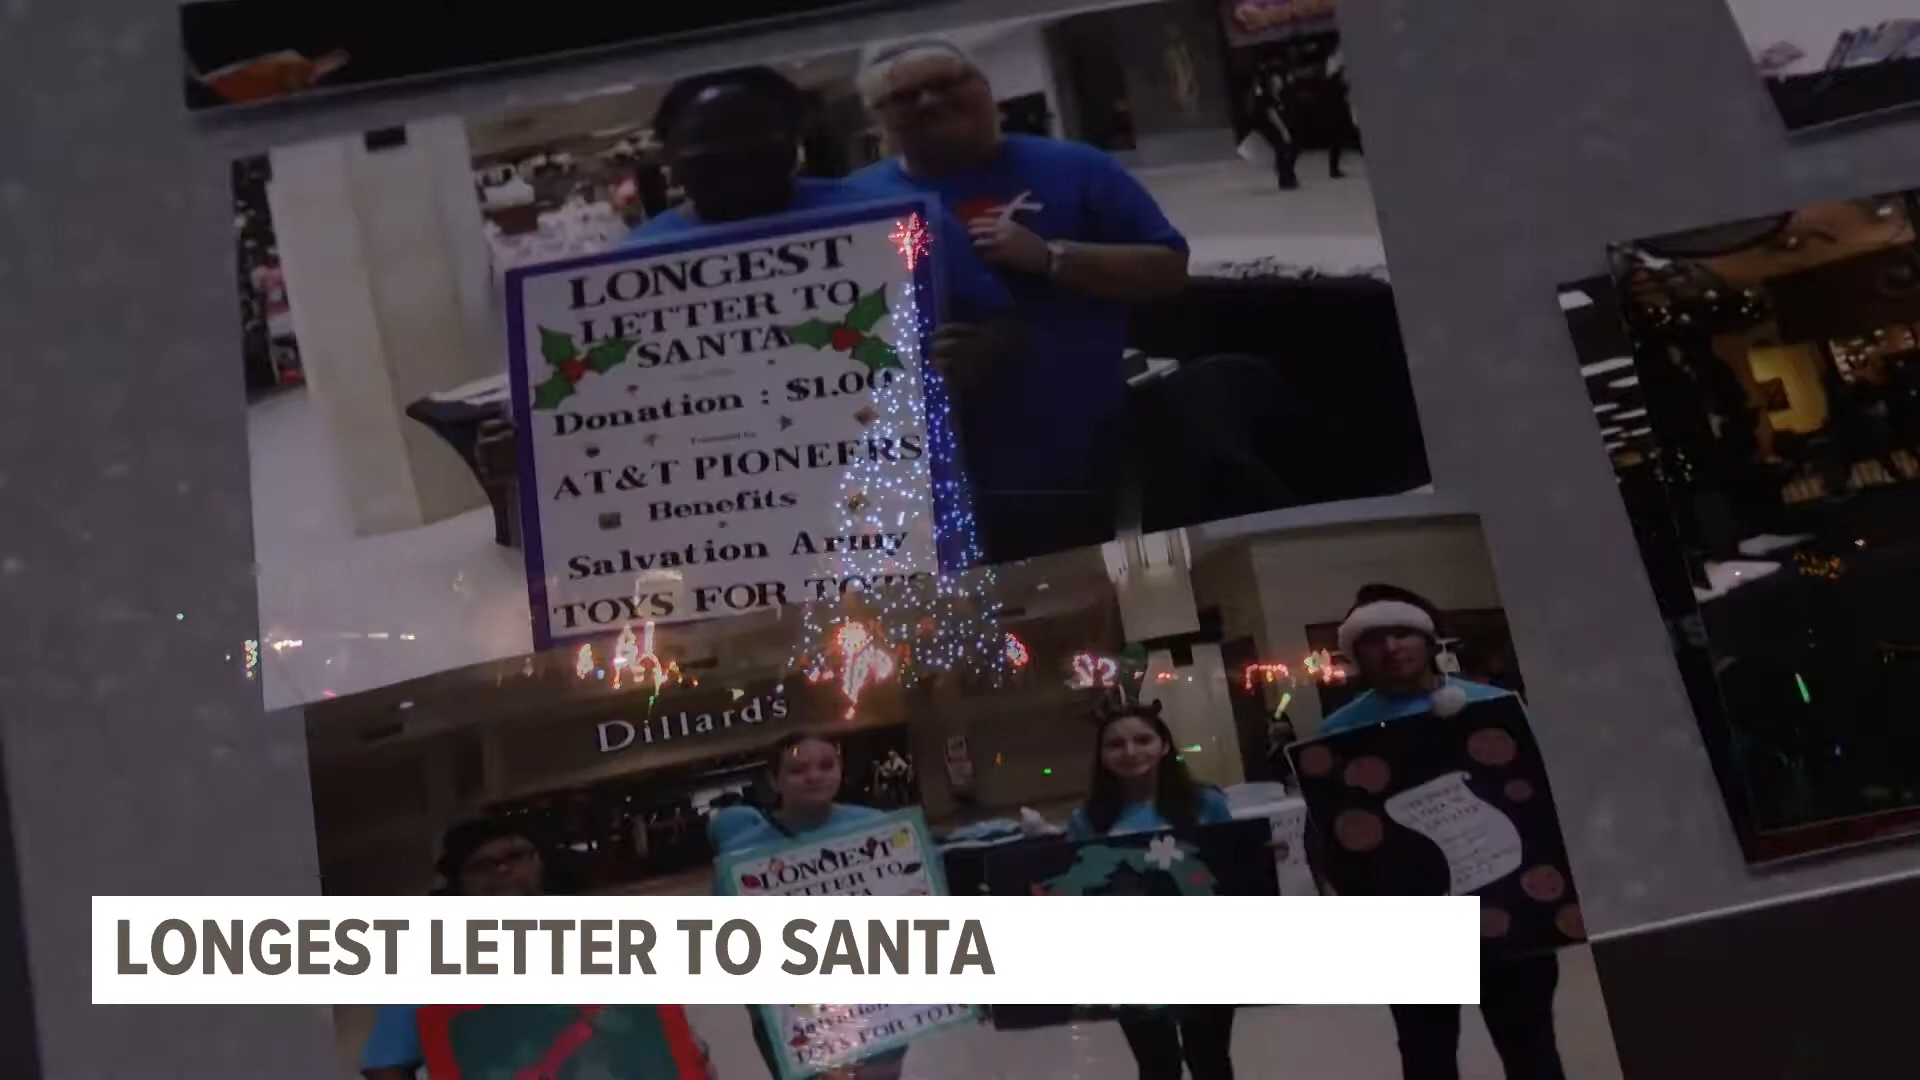 LONGEST
LETTER TO
SANTA
Donation : $1.00
AT&T PIONEERS
Benefits
Salvation Army
TOYS FOR TOTS
Dillard's
LONGEST
LETTER TO
LONGEST LETTER TO SANTA
Salvation
TOYS FOR TOTS